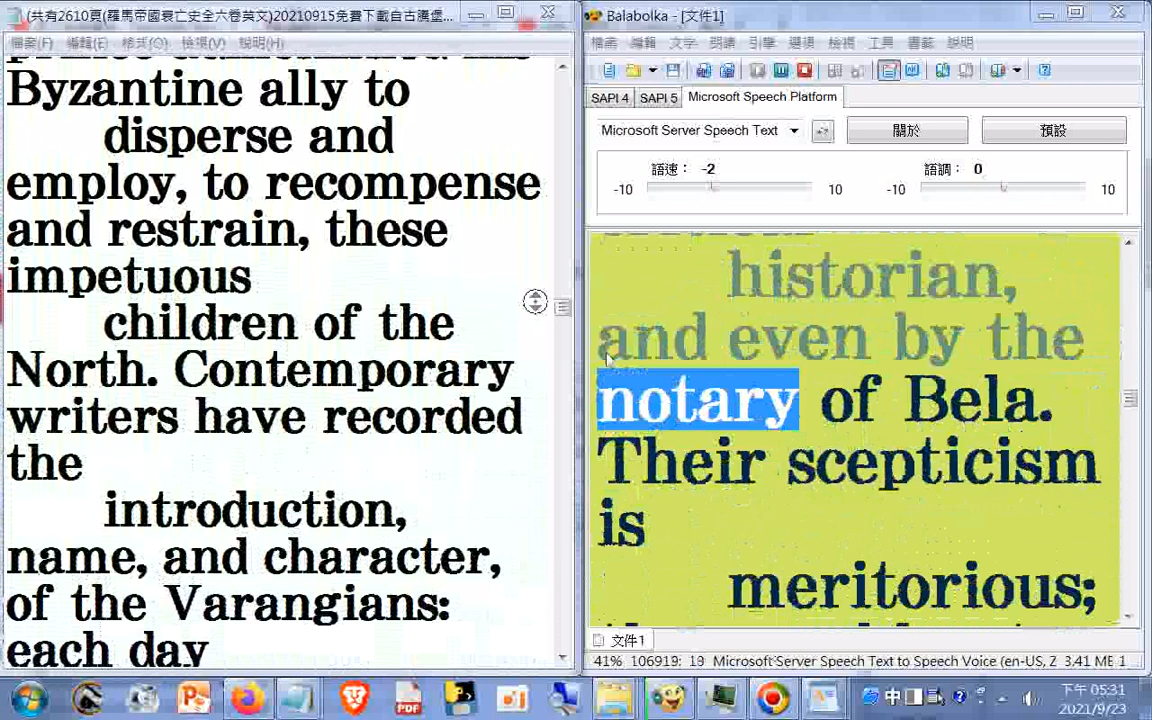 (共有2610頁(羅馬帝國衰亡史全六卷英文)20210915免費下載自古騰堡...
檔案(F) 編輯(E) 格式(O) 檢視(V) 說明(H)
Byzantine ally to
disperse and
employ, to recompense
and restrain, these
impetuous
children of the
North. Contemporary
writers have recorded
the
introduction,
name, and character,
of the Varangians:
each day
Balabolka - [文件1]
檔案 編輯 文字 朗讀 引擎 選項 檢視 工具 書籤 說明
SAPI 4 SAPI 5 Microsoft Speech Platform
Microsoft Server Speech Text 關於 預設
語速: -2 語調: 0
-10 10 -10 10
historian,
and even by the
notary of Bela.
Their scepticism
is
meritorious;
文件1
41% 106919: 19 Microsoft Server Speech Text to Speech Voice (en-US, Z 3.41 ME 1
PDF 中 下午 05:31
2021/9/23